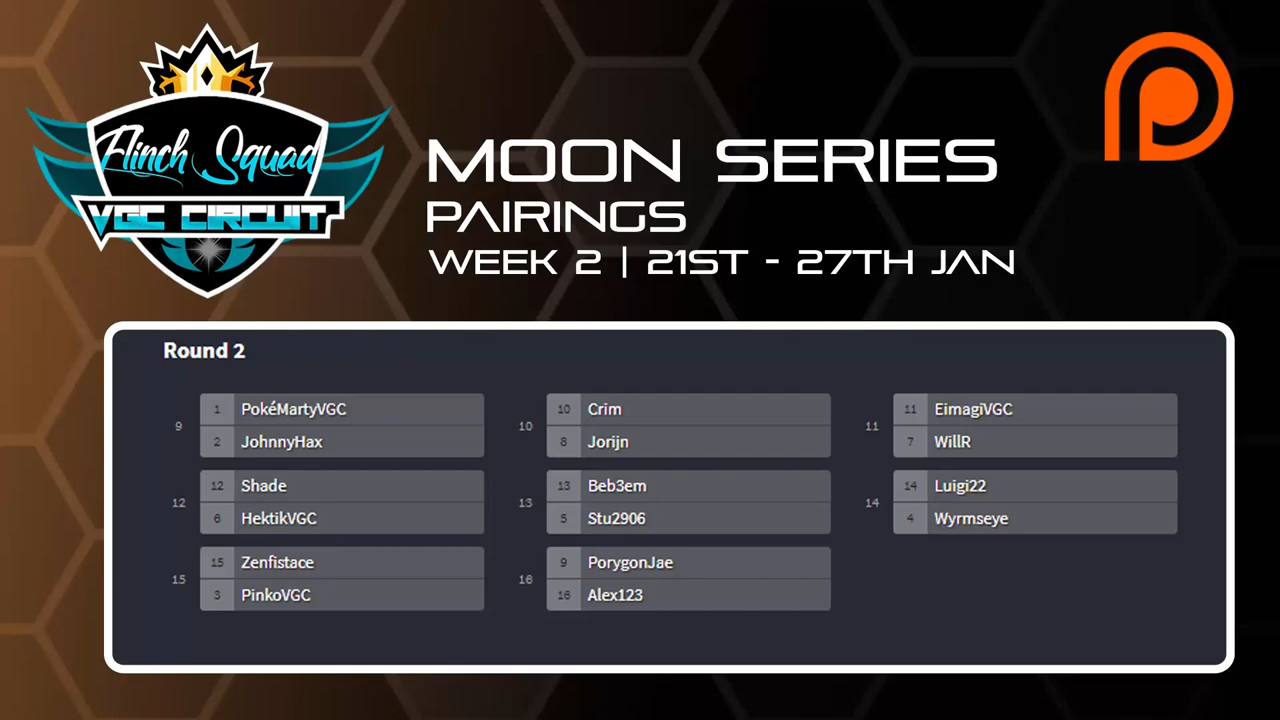 Flinch Squad
VGC CIRCUIT
MOON SERIES
PAIRINGS
WEEK 2 | 21ST - 27TH JAN
Round 2
9
1 PokéMartyVGC
2 JohnnyHax
10
10 Crim
8 Jorijn
11
11 EimagiVGC
7 WillR
12
12 Shade
6 HektikVGC
13
13 Beb3em
5 Stu2906
14
14 Luigi22
4 Wyrmseye
15
15 Zenfistace
3 PinkoVGC
16
9 PorygonJae
16 Alex123